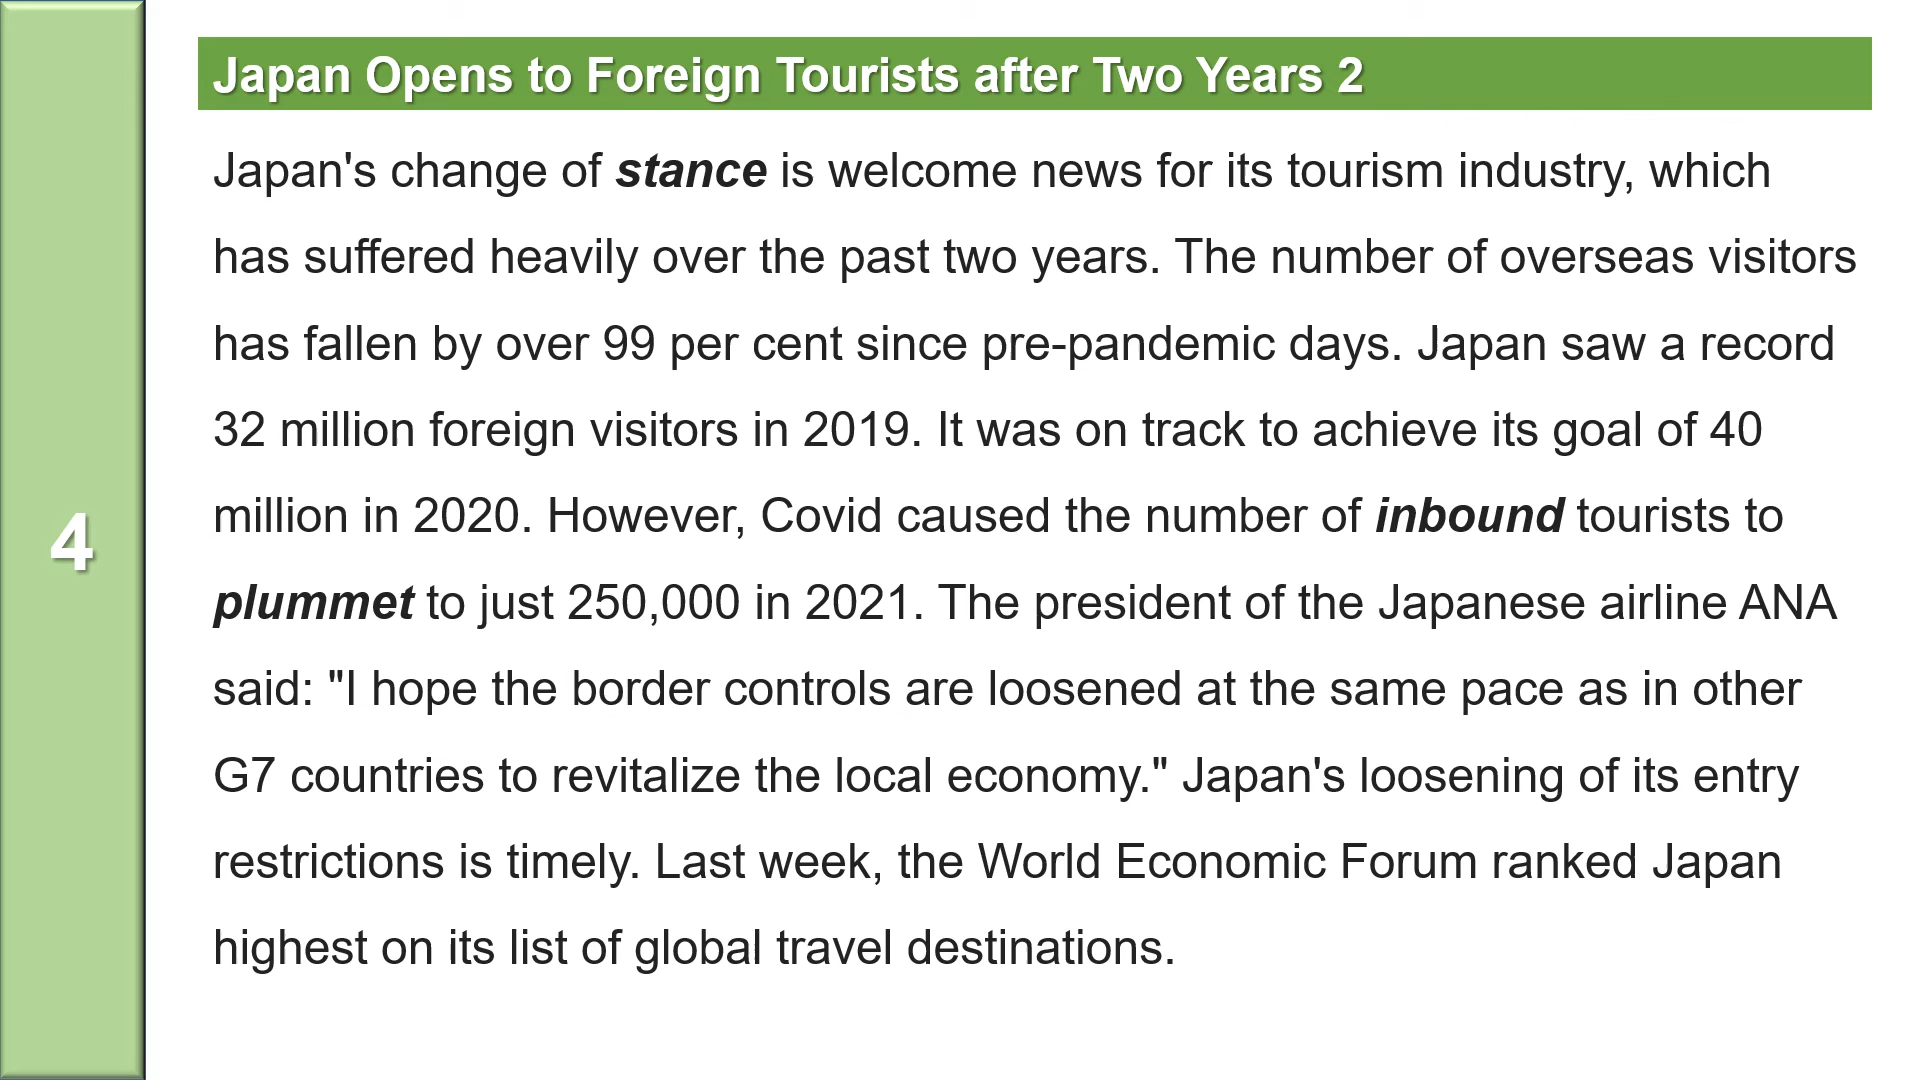 Japan Opens to Foreign Tourists after Two Years 2
Japan's change of stance is welcome news for its tourism industry, which
has suffered heavily over the past two years. The number of overseas visitors
has fallen by over 99 per cent since pre-pandemic days. Japan saw a record
32 million foreign visitors in 2019. It was on track to achieve its goal of 40
million in 2020. However, Covid caused the number of inbound tourists to
plummet to just 250,000 in 2021. The president of the Japanese airline ANA
said: "I hope the border controls are loosened at the same pace as in other
G7 countries to revitalize the local economy." Japan's loosening of its entry
restrictions is timely. Last week, the World Economic Forum ranked Japan
highest on its list of global travel destinations.
4